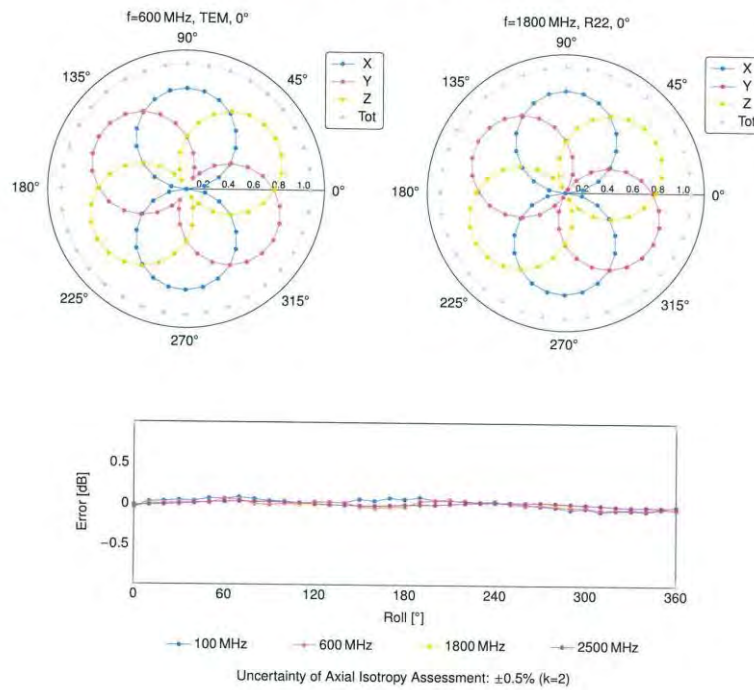 f=600 MHz, TEM, 0°
90°
135°
45°
180°
0°
225°
315°
270°
0.2 0.4 0.6 0.8 1.0
X
Y
Z
Tot
f=1800 MHz, R22, 0°
90°
135°
45°
180°
0°
225°
315°
270°
0.2 0.4 0.6 0.8 1.0
X
Y
Z
Tot
Error [dB]
0.5
0
−0.5
0 60 120 180 240 300 360
Roll [°]
100 MHz 600 MHz 1800 MHz 2500 MHz
Uncertainty of Axial Isotropy Assessment: ±0.5% (k=2)